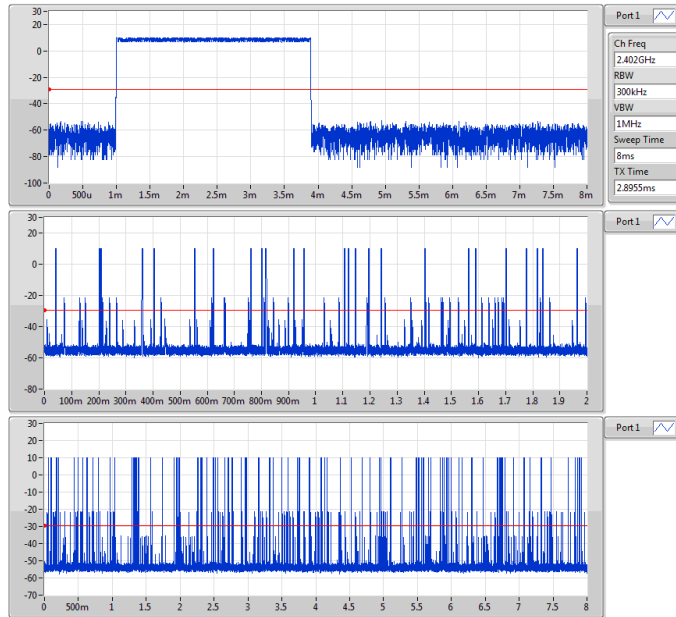 30
Port 1
20
0
-20
-40
-60
-80
-100
0 500u 1m 1.5m 2m 2.5m 3m 3.5m 4m 4.5m 5m 5.5m 6m 6.5m 7m 7.5m 8m
Ch Freq
2.402GHz
RBW
300kHz
VBW
1MHz
Sweep Time
8ms
TX Time
2.8955ms
30
Port 1
20
0
-20
-40
-60
-80
0 100m 200m 300m 400m 500m 600m 700m 800m 900m 1 1.1 1.2 1.3 1.4 1.5 1.6 1.7 1.8 1.9 2
30
Port 1
20
10
0
-10
-20
-30
-40
-50
-60
-70
0 500m 1 1.5 2 2.5 3 3.5 4 4.5 5 5.5 6 6.5 7 7.5 8